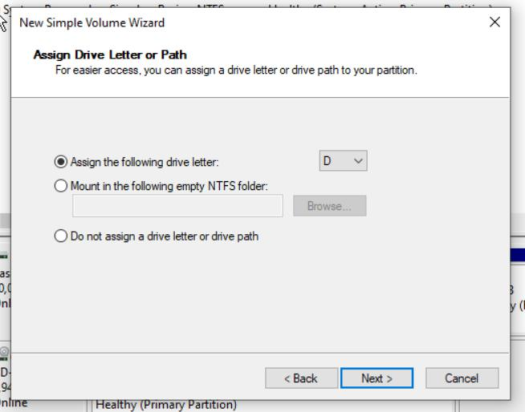 New Simple Volume Wizard
Assign Drive Letter or Path
For easier access, you can assign a drive letter or drive path to your partition.
Assign the following drive letter: D
Mount in the following empty NTFS folder:
Browse...
Do not assign a drive letter or drive path
< Back Next > Cancel
Healthy (Primary Partition)